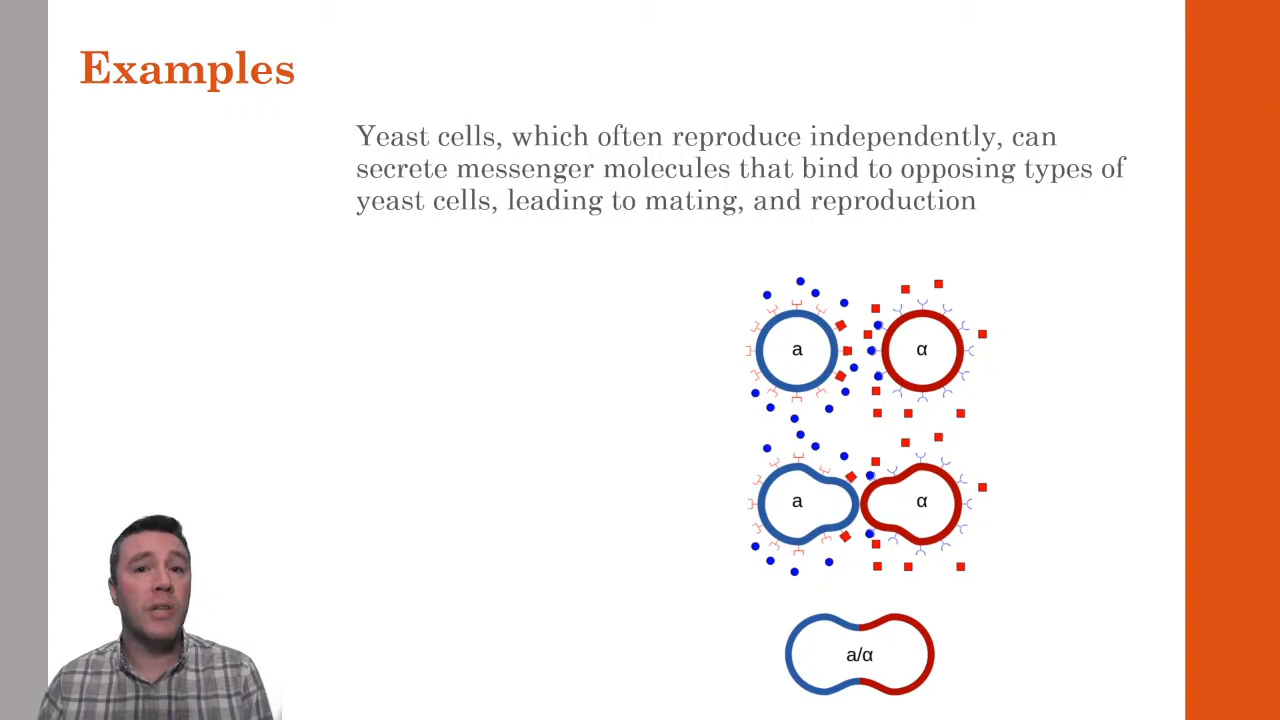 Examples
Yeast cells, which often reproduce independently, can
secrete messenger molecules that bind to opposing types of
yeast cells, leading to mating, and reproduction
a
α
a
α
a/α